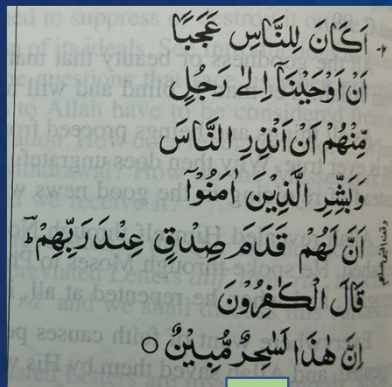 اَكَانَ لِلنَّاسِ عَجَبًا
اَنْ اَوْحَيْنَآ اِلٰى رَجُلٍ
مِّنْهُمْ اَنْ اَنْذِرِ النَّاسَ
وَبَشِّرِ الَّذِيْنَ اٰمَنُوْٓا
اَنَّ لَهُمْ قَدَمَ صِدْقٍ عِنْدَ رَبِّهِمْ ؔ
قَالَ الْكٰفِرُوْنَ
اِنَّ هٰذَا لَسٰحِرٌ مُّبِيْنٌ ○